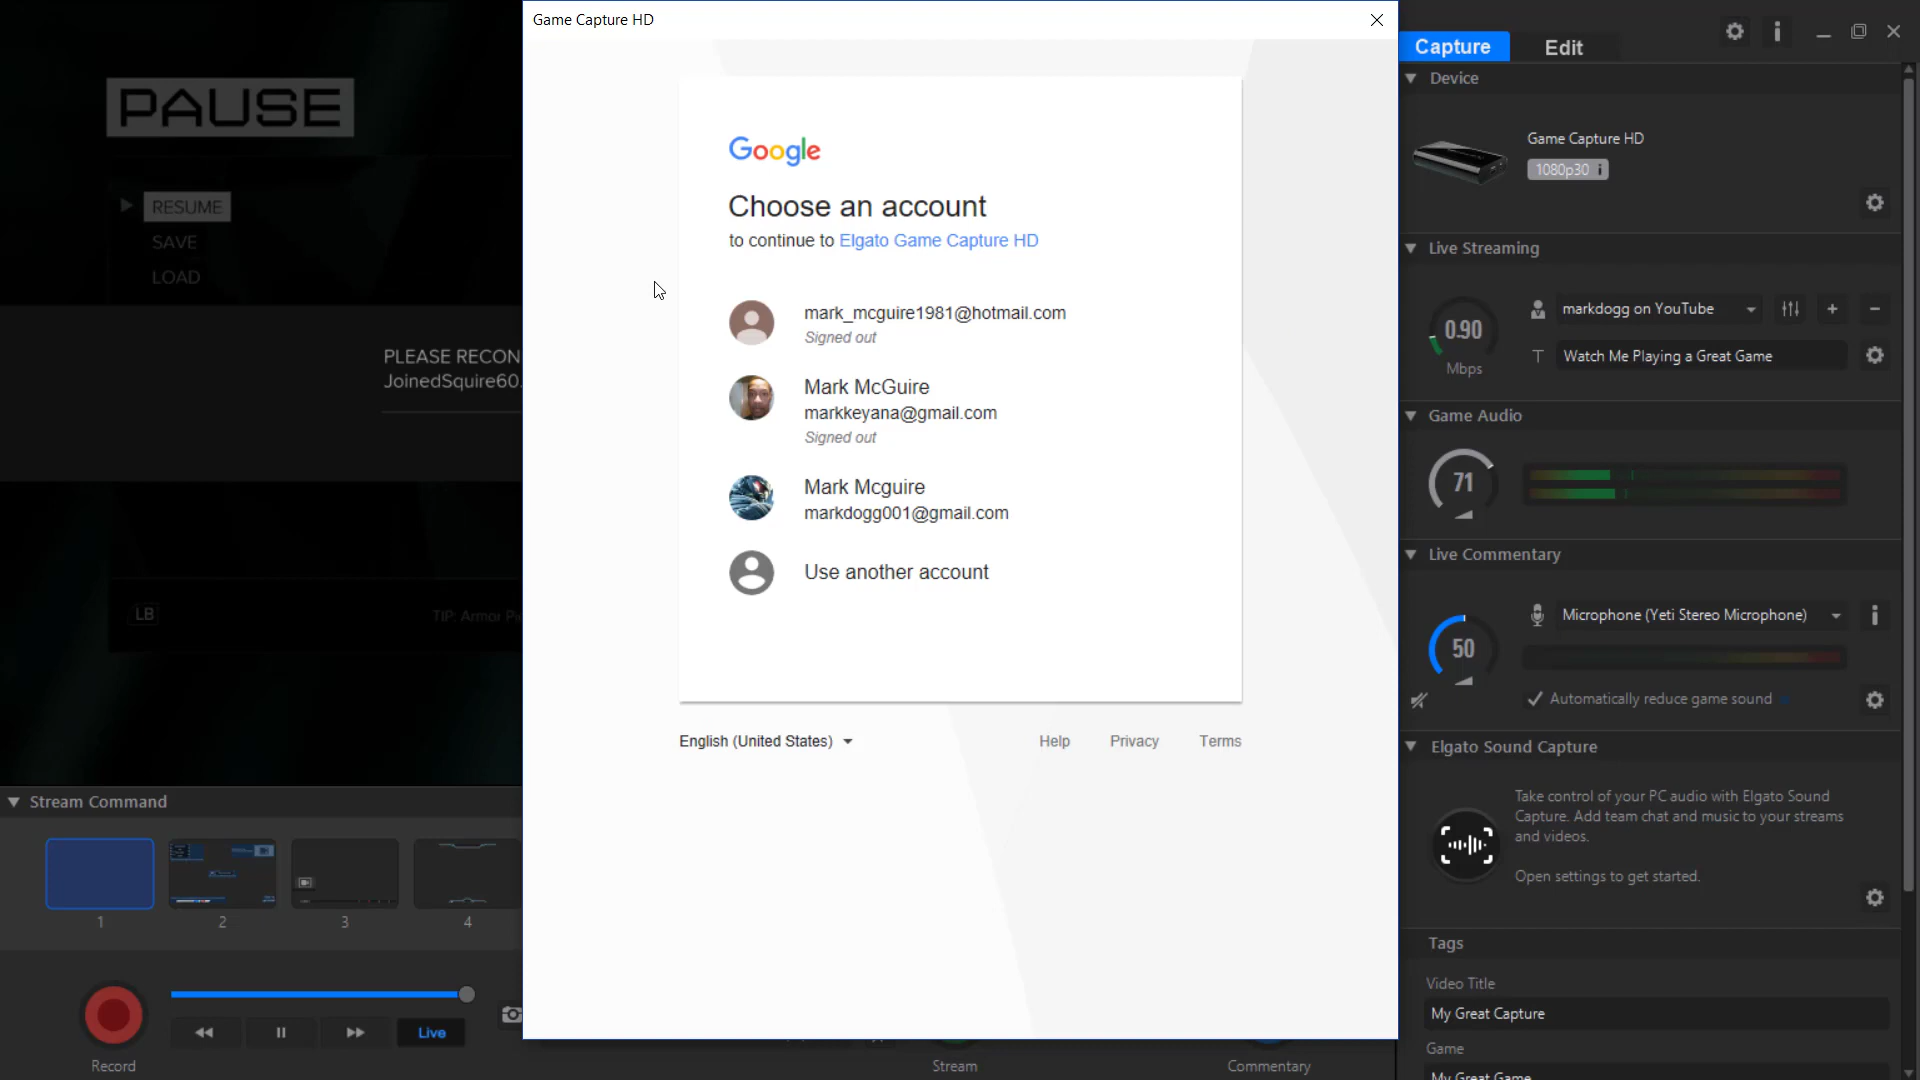 Game Capture HD
Google
Choose an account
to continue to Elgato Game Capture HD
mark_mcguire1981@hotmail.com
Signed out
Mark McGuire
markkeyana@gmail.com
Signed out
Mark Mcguire
markdogg001@gmail.com
Use another account
English (United States)
Help
Privacy
Terms
PAUSE
RESUME
SAVE
LOAD
PLEASE RECON
JoinedSquire60
LB
TIP: Armor
Stream Command
1
2
3
4
Live
Record
Stream
Commentary
Capture
Edit
Device
Game Capture HD
1080p30 i
Live Streaming
0.90
Mbps
markdogg on YouTube
T
Watch Me Playing a Great Game
Game Audio
71
Live Commentary
50
Microphone (Yeti Stereo Microphone)
Automatically reduce game sound
Elgato Sound Capture
Take control of your PC audio with Elgato Sound
Capture. Add team chat and music to your streams
and videos.
Open settings to get started.
Tags
Video Title
My Great Capture
Game
My Great Game